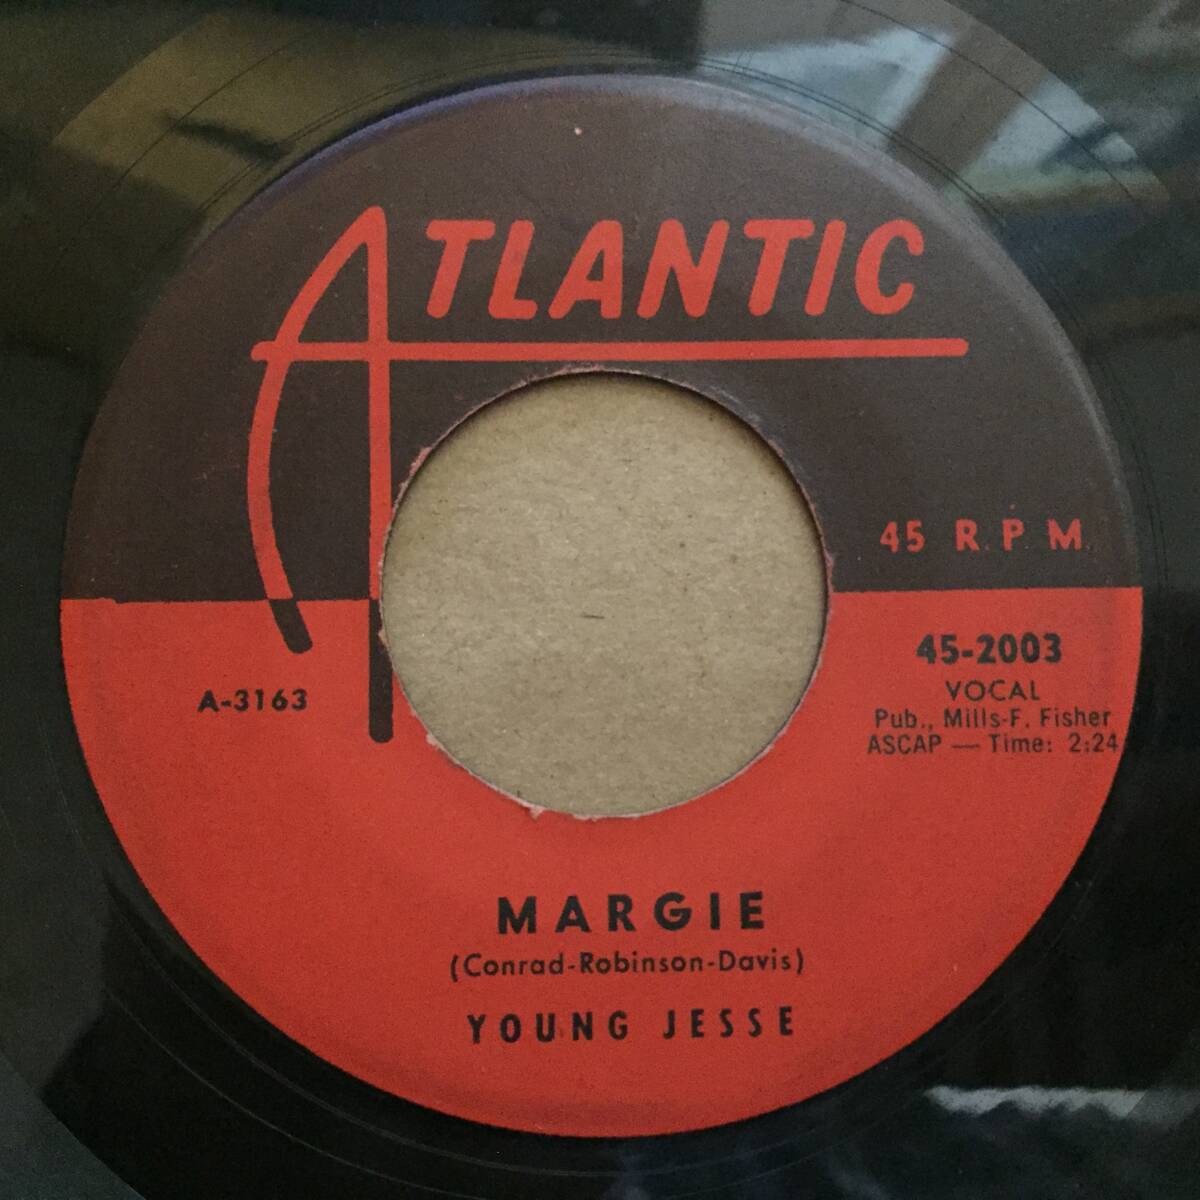 ATLANTIC
45 R.P.M.
45-2003
VOCAL
Pub., Mills-F. Fisher
ASCAP — Time: 2:24
A-3163
MARGIE
(Conrad-Robinson-Davis)
YOUNG JESSE